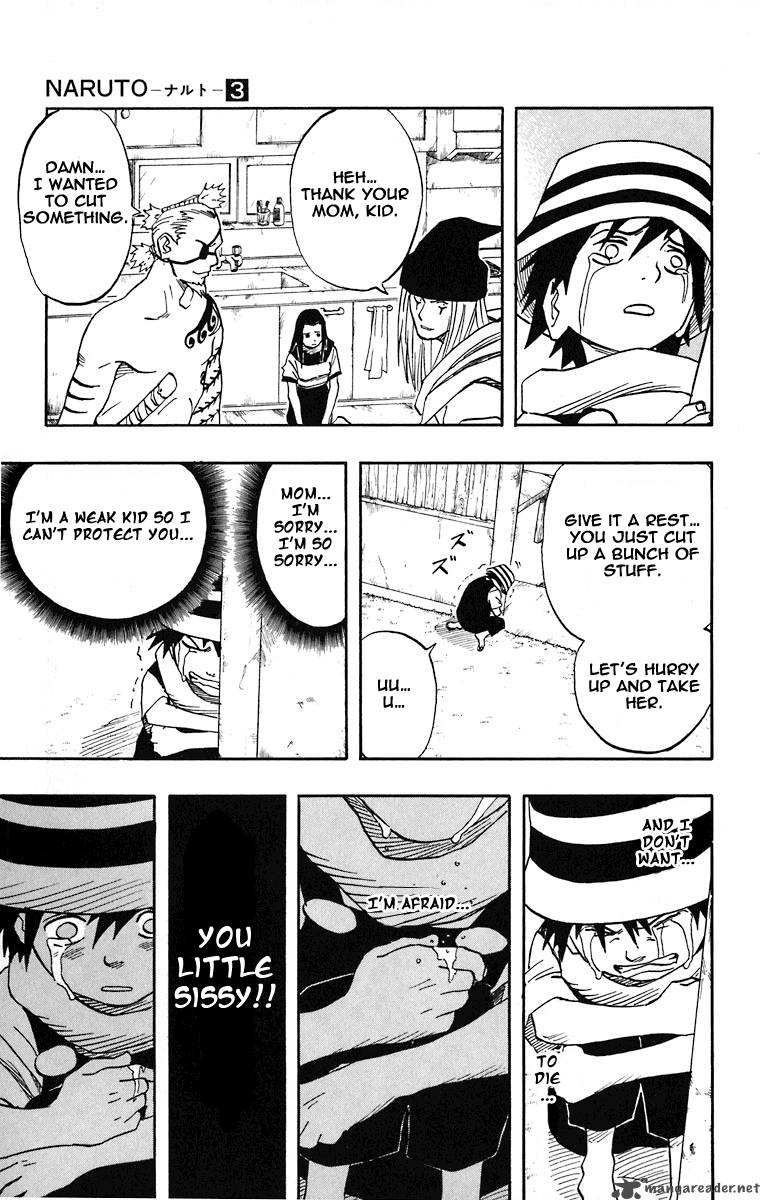 NARUTO —ナルト— 3
HEH...
THANK YOUR
MOM, KID.
DAMN...
I WANTED
TO CUT
SOMETHING.
GIVE IT A REST...
YOU JUST CUT
UP A BUNCH OF
STUFF.
LET'S HURRY
UP AND TAKE
HER.
ズ
ズ
UU...
U...
MOM...
I'M
SORRY...
I'M SO
SORRY...
I'M A WEAK KID SO I
CAN'T PROTECT YOU...
AND I
DON'T
WANT...
TO
DIE
...
I'M AFRAID...
YOU
LITTLE
SISSY!!
mangareader.net